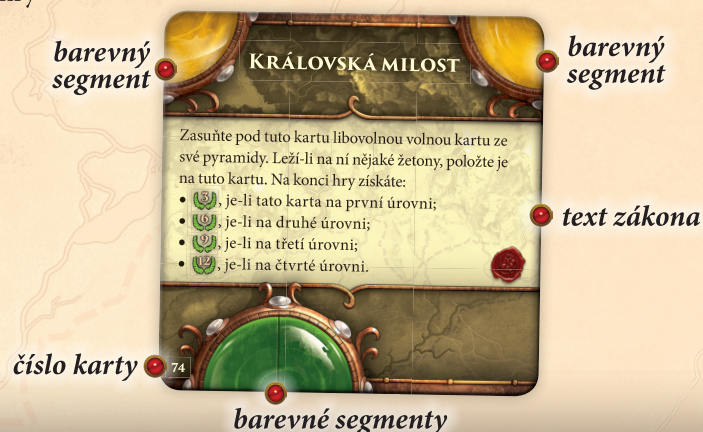 barevný
segment
KRÁLOVSKÁ MILOST
barevný
segment
Zasuňte pod tuto kartu libovolnou volnou kartu ze
své pyramidy. Leží-li na ní nějaké žetony, položte je
na tuto kartu. Na konci hry získáte:
• 3, je-li tato karta na první úrovni;
• 6, je-li na druhé úrovni;
• 9, je-li na třetí úrovni;
• 12, je-li na čtvrté úrovni.
text zákona
číslo karty
74
barevné segmenty